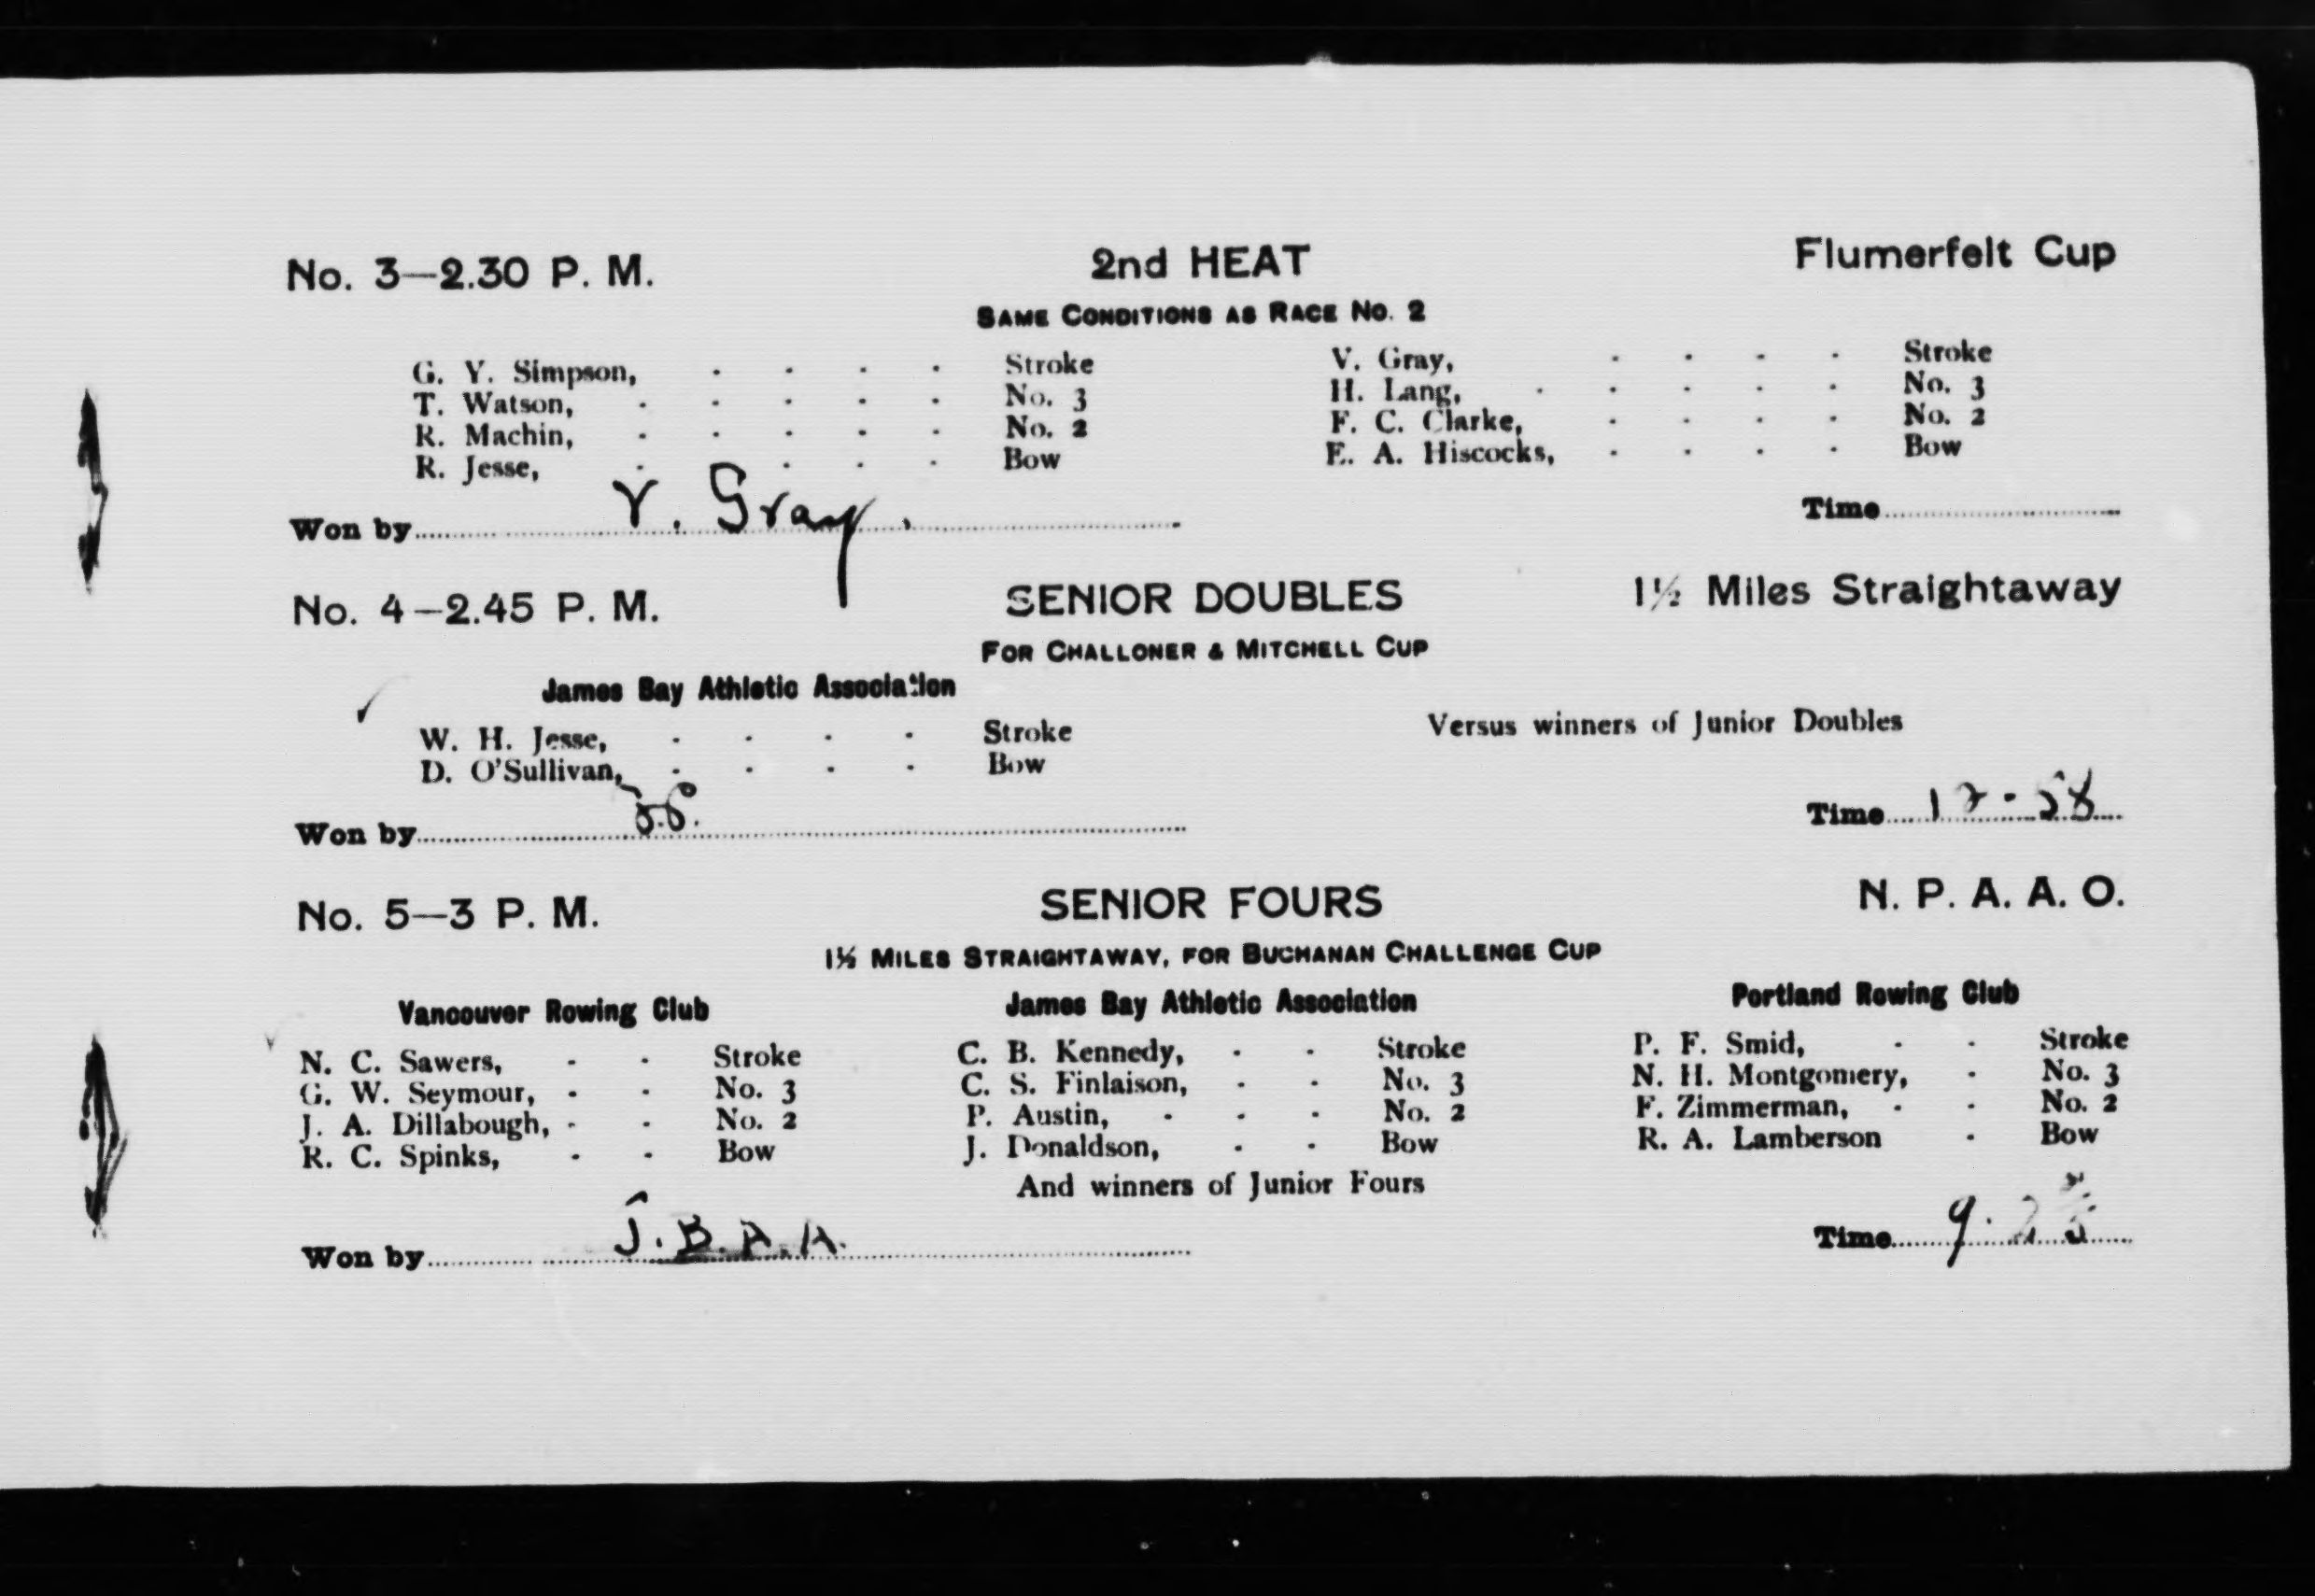 No. 3—2.30 P. M. 2nd HEAT Flumerfelt Cup
SAME CONDITIONS AS RACE No. 2
G. Y. Simpson, - - - - Stroke V. Gray, - - - - Stroke
T. Watson, - - - - - No. 3 H. Lang, - - - - - No. 3
R. Machin, - - - - - No. 2 F. C. Clarke, - - - - No. 2
R. Jesse, - - - - Bow E. A. Hiscocks, - - - - Bow
Won by V. Gray. Time
No. 4—2.45 P. M. SENIOR DOUBLES 1½ Miles Straightaway
FOR CHALLONER & MITCHELL CUP
James Bay Athletic Association
W. H. Jesse, - - - - Stroke Versus winners of Junior Doubles
D. O'Sullivan, - - - - Bow
Won by Time
No. 5—3 P. M. SENIOR FOURS N. P. A. A. O.
1½ MILES STRAIGHTAWAY, FOR BUCHANAN CHALLENGE CUP
Vancouver Rowing Club James Bay Athletic Association Portland Rowing Club
N. C. Sawers, - - Stroke C. B. Kennedy, - - Stroke P. F. Smid, - - Stroke
G. W. Seymour, - - No. 3 C. S. Finlaison, - - No. 3 N. H. Montgomery, - No. 3
J. A. Dillabough, - - No. 2 P. Austin, - - - No. 2 F. Zimmerman, - - No. 2
R. C. Spinks, - - Bow J. Donaldson, - - Bow R. A. Lamberson - Bow
And winners of Junior Fours
Won by J. B. A. A. Time